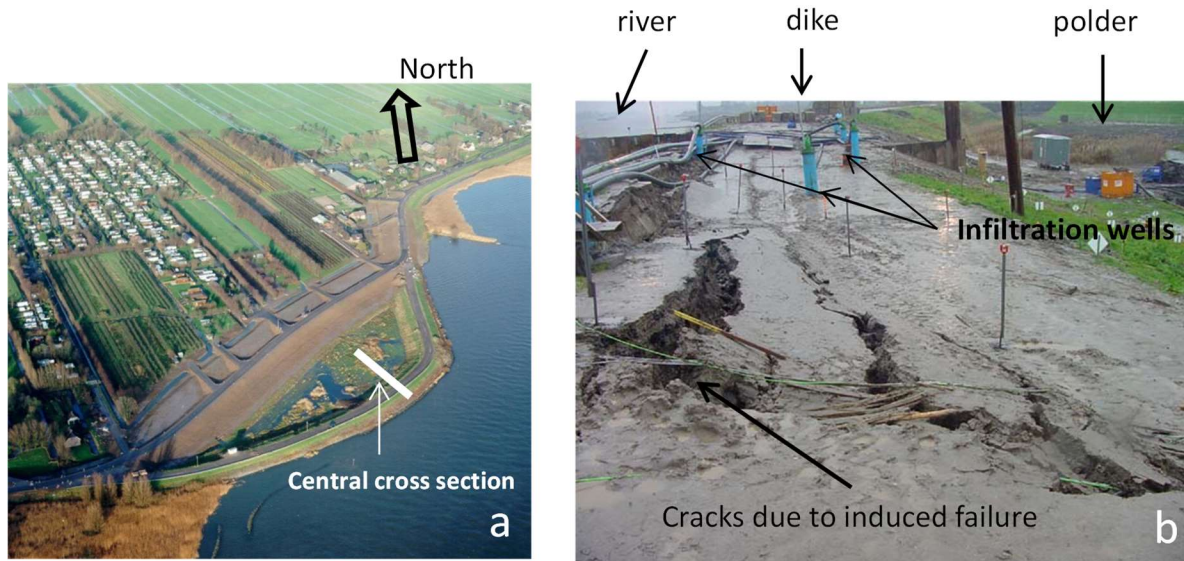 North
Central cross section
a
river
dike
polder
Infiltration wells
Cracks due to induced failure
b